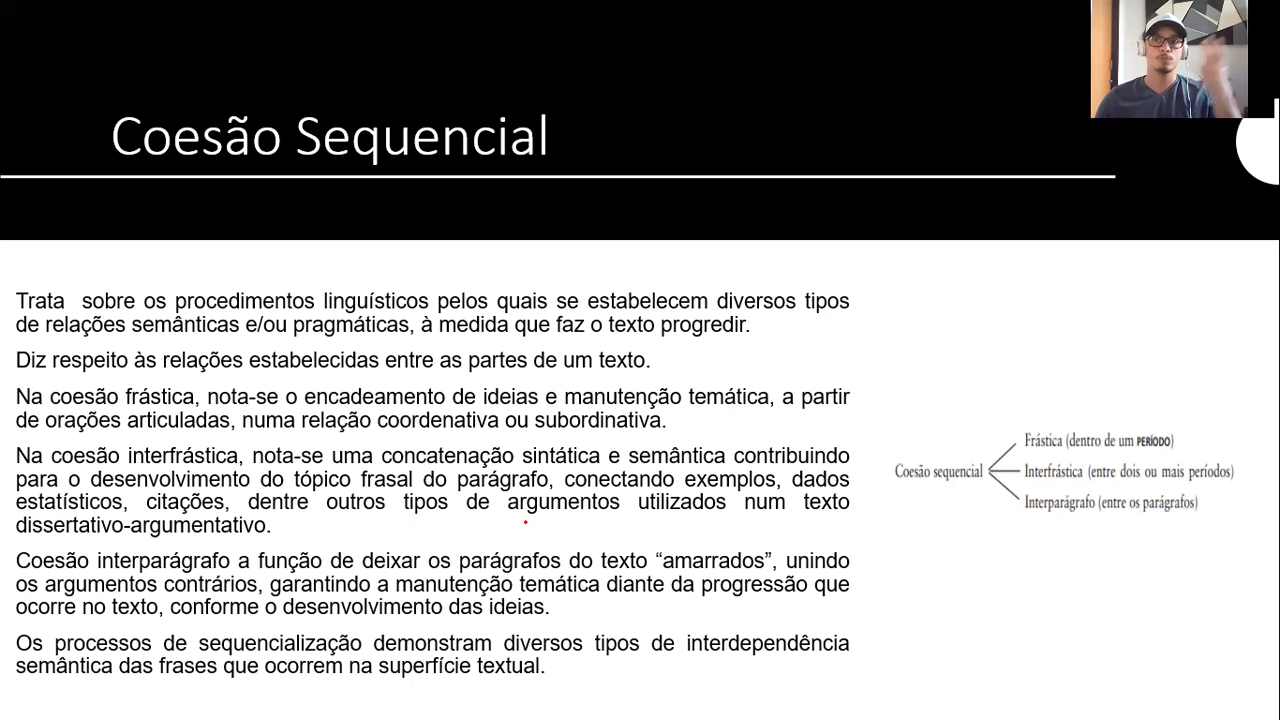 Coesão Sequencial
Trata sobre os procedimentos linguísticos pelos quais se estabelecem diversos tipos
de relações semânticas e/ou pragmáticas, à medida que faz o texto progredir.
Diz respeito às relações estabelecidas entre as partes de um texto.
Na coesão frástica, nota-se o encadeamento de ideias e manutenção temática, a partir
de orações articuladas, numa relação coordenativa ou subordinativa.
Na coesão interfrástica, nota-se uma concatenação sintática e semântica contribuindo
para o desenvolvimento do tópico frasal do parágrafo, conectando exemplos, dados
estatísticos, citações, dentre outros tipos de argumentos utilizados num texto
dissertativo-argumentativo.
Coesão interparágrafo a função de deixar os parágrafos do texto “amarrados”, unindo
os argumentos contrários, garantindo a manutenção temática diante da progressão que
ocorre no texto, conforme o desenvolvimento das ideias.
Os processos de sequencialização demonstram diversos tipos de interdependência
semântica das frases que ocorrem na superfície textual.
Coesão sequencial
Frástica (dentro de um PERÍODO)
Interfrástica (entre dois ou mais períodos)
Interparágrafo (entre os parágrafos)